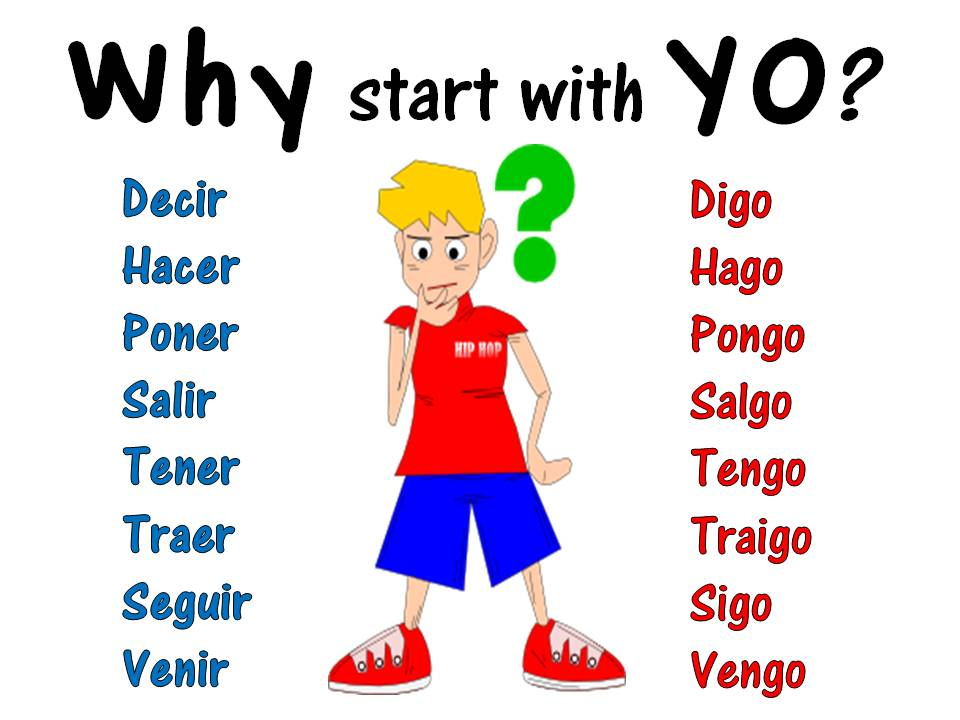 Why start with YO?
Decir
Hacer
Poner
Salir
Tener
Traer
Seguir
Venir
HIP HOP
Digo
Hago
Pongo
Salgo
Tengo
Traigo
Sigo
Vengo